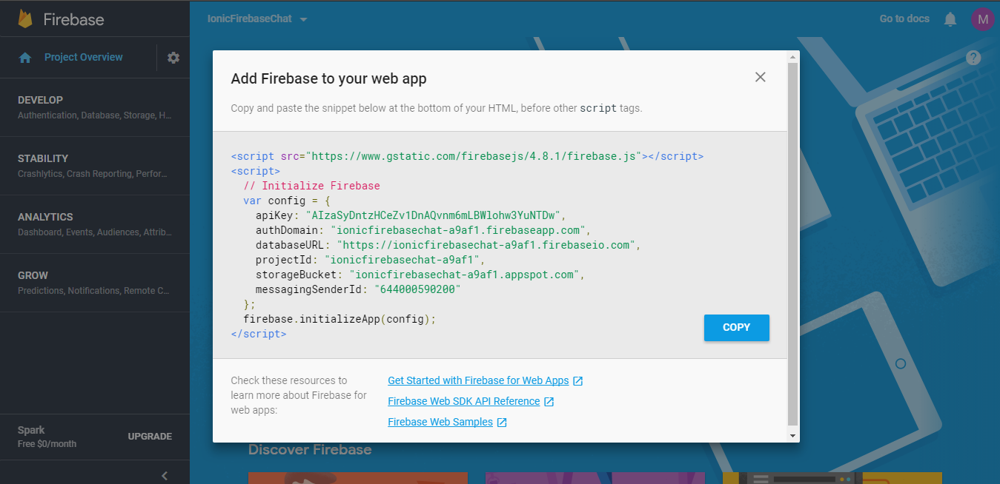 Firebase
IonicFirebaseChat
Go to docs
M
Project Overview
?
DEVELOP
Authentication, Database, Storage, H...
STABILITY
Crashlytics, Crash Reporting, Perfor...
ANALYTICS
Dashboard, Events, Audiences, Attrib...
GROW
Predictions, Notifications, Remote C...
Spark
Free $0/month
UPGRADE
Add Firebase to your web app
Copy and paste the snippet below at the bottom of your HTML, before other script tags.
<script src="https://www.gstatic.com/firebasejs/4.8.1/firebase.js"></script>
<script>
// Initialize Firebase
var config = {
apiKey: "AIzaSyDntzHCeZv1DnAQvnm6mLBWlohw3YuNTDw",
authDomain: "ionicfirebasechat-a9af1.firebaseapp.com",
databaseURL: "https://ionicfirebasechat-a9af1.firebaseio.com",
projectId: "ionicfirebasechat-a9af1",
storageBucket: "ionicfirebasechat-a9af1.appspot.com",
messagingSenderId: "644000590200"
};
firebase.initializeApp(config);
</script>
COPY
Check these resources to
learn more about Firebase for
web apps:
Get Started with Firebase for Web Apps
Firebase Web SDK API Reference
Firebase Web Samples
Discover Firebase